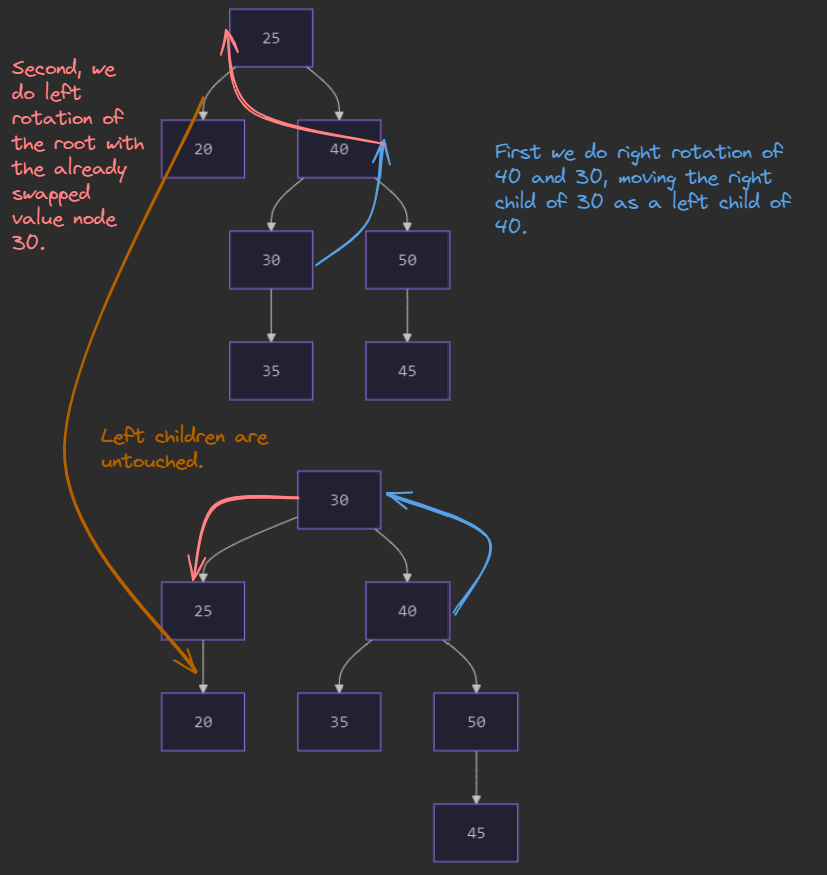 25
Second, we
do left
rotation of
the root with
the already
swapped
value node
30.
20
40
First we do right rotation of
40 and 30, moving the right
child of 30 as a left child of
40.
30
50
35
45
Left children are
untouched.
30
25
40
20
35
50
45